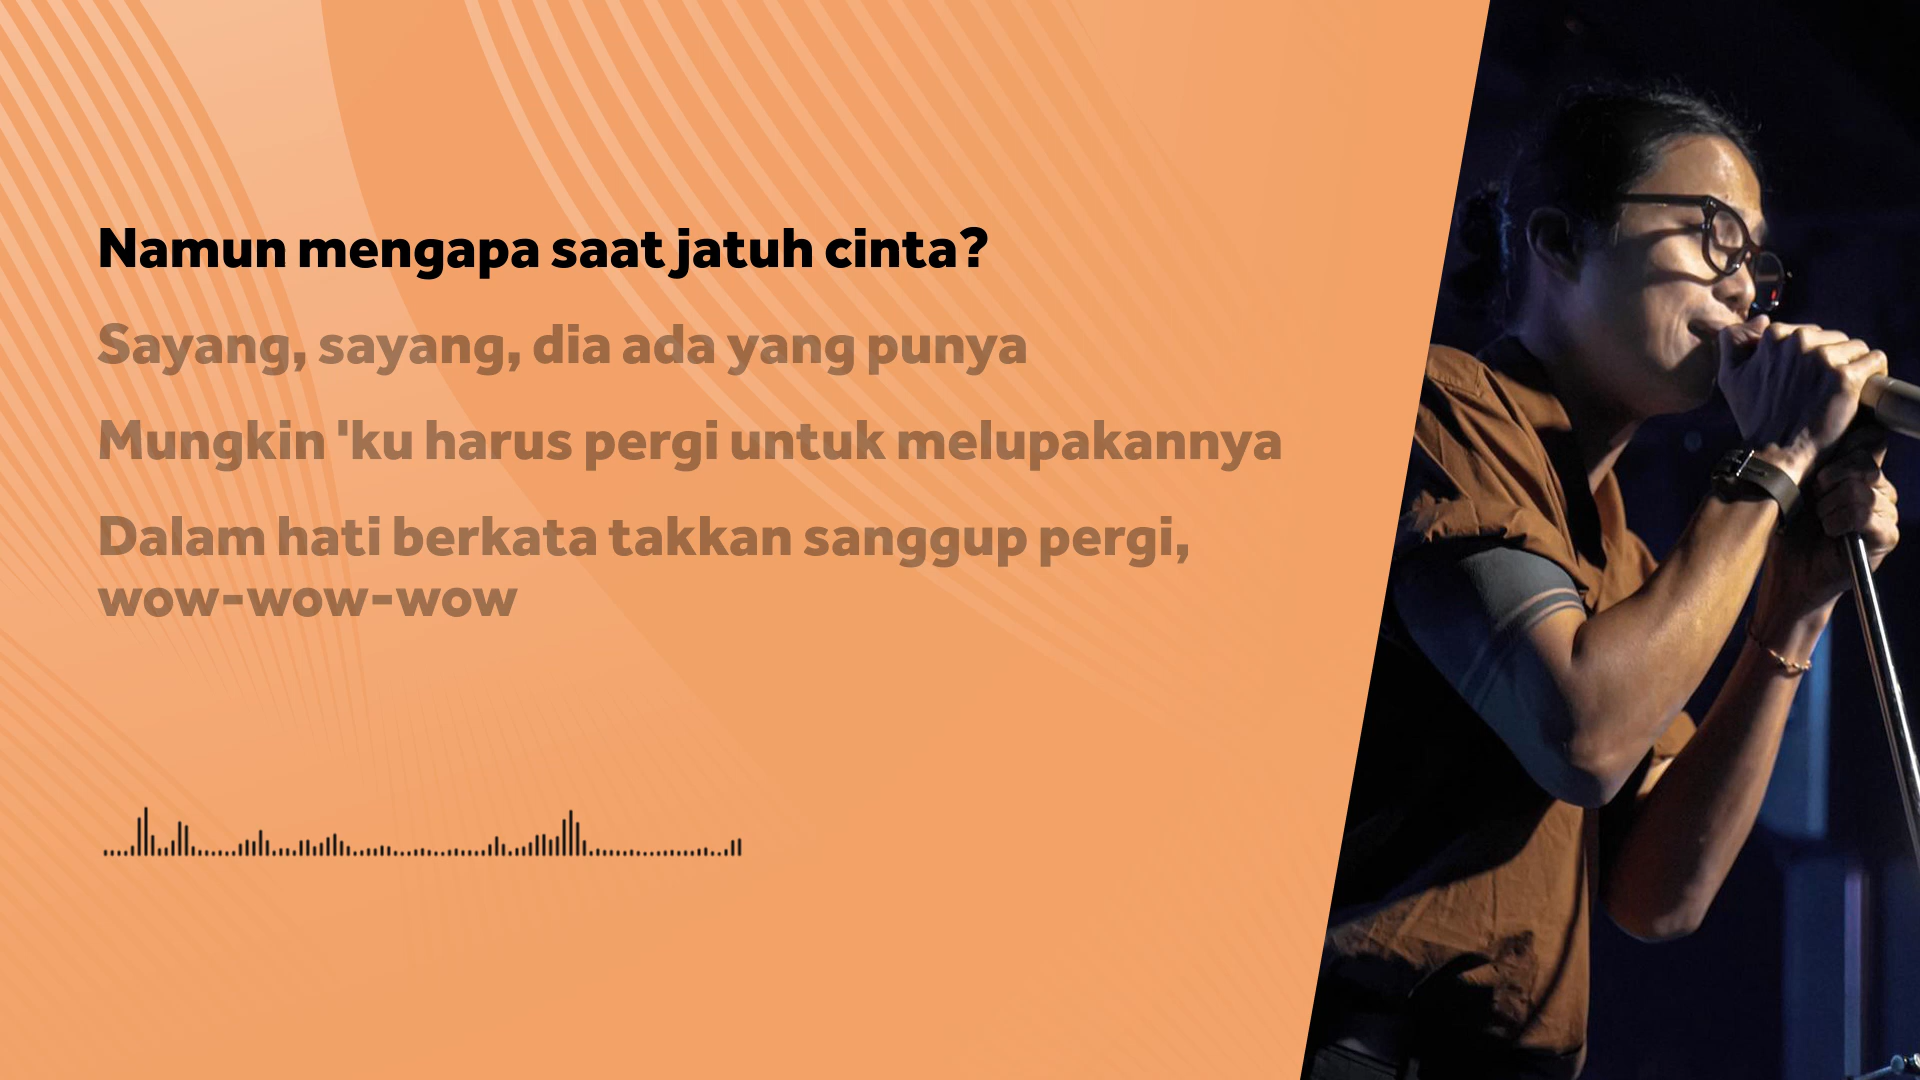 Namun mengapa saat jatuh cinta?
Sayang, sayang, dia ada yang punya
Mungkin 'ku harus pergi untuk melupakannya
Dalam hati berkata takkan sanggup pergi,
wow-wow-wow